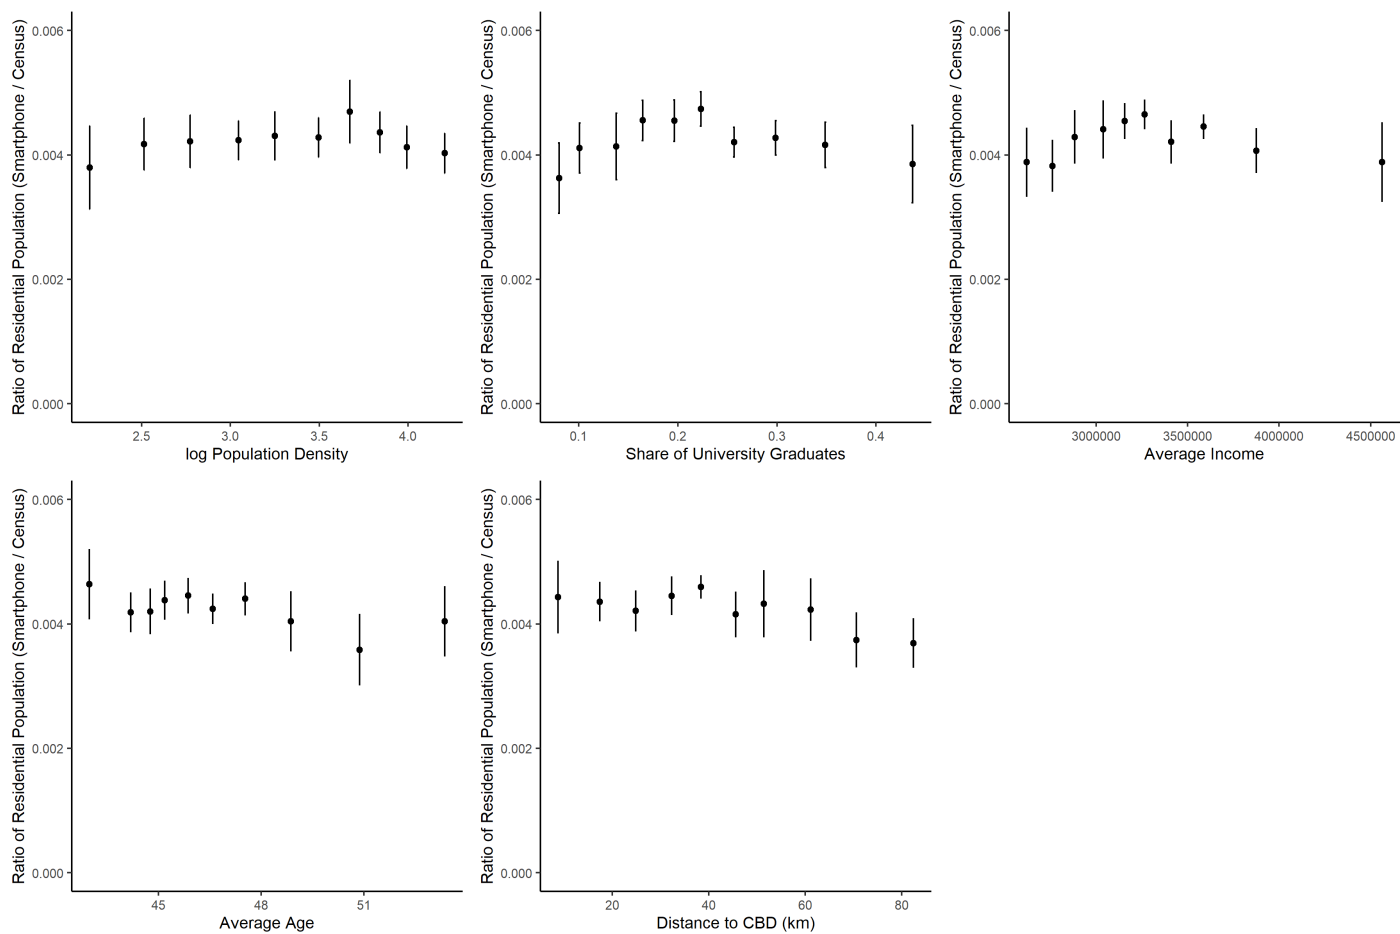 Ratio of Residential Population (Smartphone / Census)
0.006
0.004
0.002
0.000
2.5 3.0 3.5 4.0
log Population Density
Ratio of Residential Population (Smartphone / Census)
0.006
0.004
0.002
0.000
0.1 0.2 0.3 0.4
Share of University Graduates
Ratio of Residential Population (Smartphone / Census)
0.006
0.004
0.002
0.000
3000000 3500000 4000000 4500000
Average Income
Ratio of Residential Population (Smartphone / Census)
0.006
0.004
0.002
0.000
45 48 51
Average Age
Ratio of Residential Population (Smartphone / Census)
0.006
0.004
0.002
0.000
20 40 60 80
Distance to CBD (km)